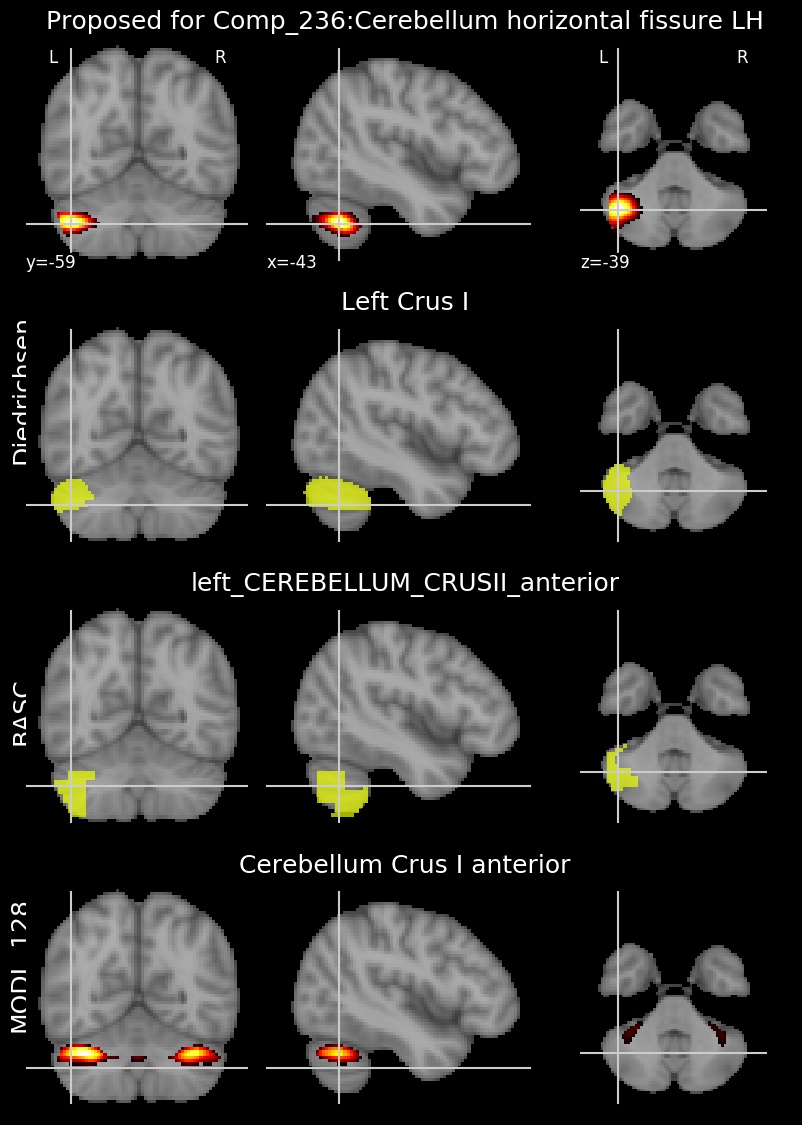 Proposed for Comp_236:Cerebellum horizontal fissure LH
L R L R
y=-59 x=-43 z=-39
Left Crus I
Diedrichsen
left_CEREBELLUM_CRUSII_anterior
BASC
Cerebellum Crus I anterior
MODL 128